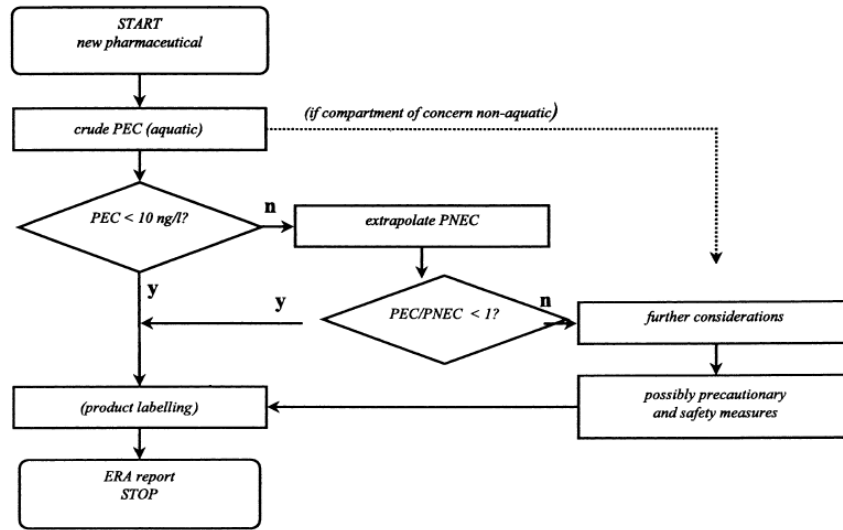 START
new pharmaceutical
crude PEC (aquatic)
(if compartment of concern non-aquatic)
PEC < 10 ng/l?
n
extrapolate PNEC
y
y
PEC/PNEC < 1?
n
further considerations
(product labelling)
possibly precautionary
and safety measures
ERA report
STOP